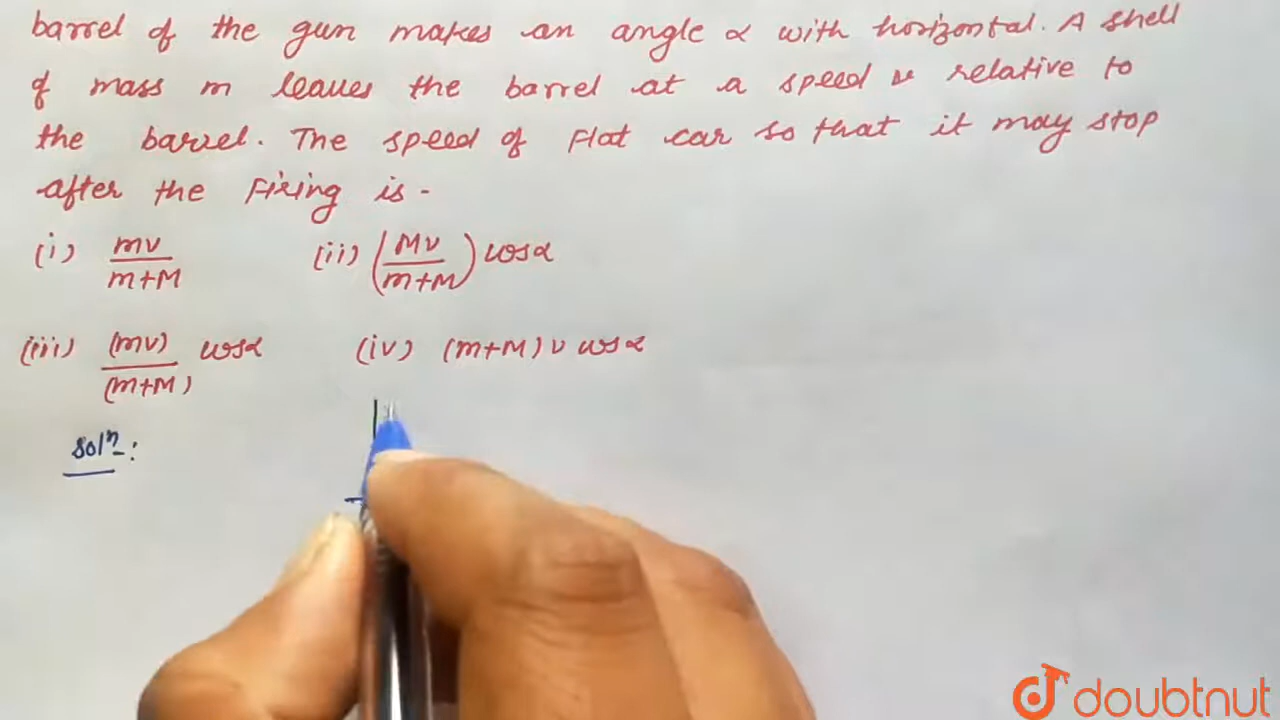 barrel of the gun makes an angle α with horizontal. A shell
of mass m leaves the barrel at a speed v relative to
the barrel. The speed of flat car so that it may stop
after the firing is -
(i) mv/m+M (ii) (Mv/m+M) cosα
(iii) (mv)/(m+M) cosα (iv) (m+M) v cosα
Solⁿ:
doubtnut